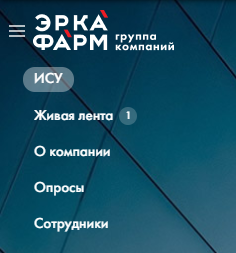 ЭРКА
ФАРМ группа
компаний
ИСУ
Живая лента 1
О компании
Опросы
Сотрудники